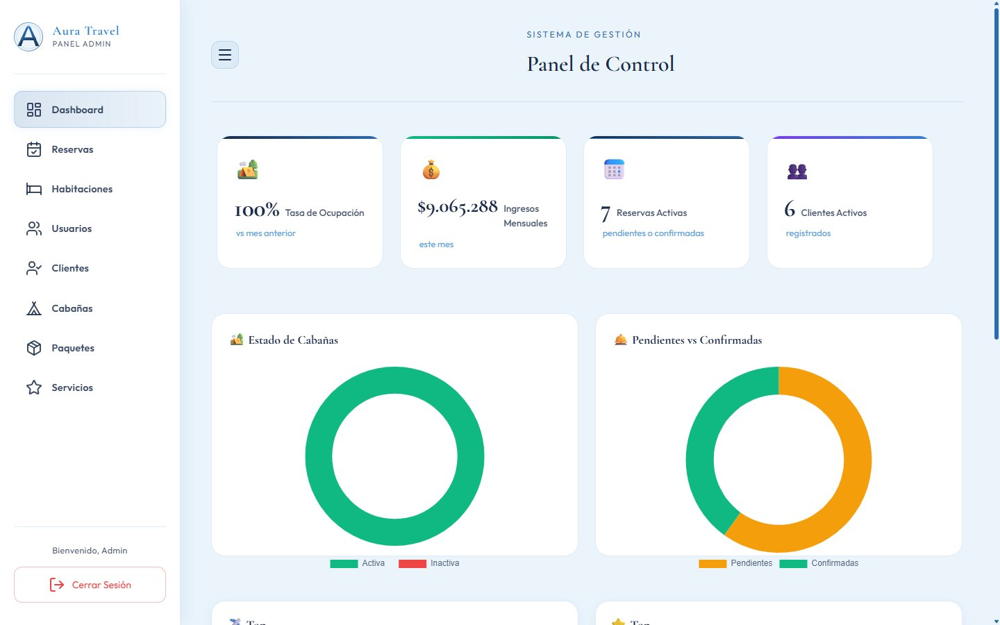 Aura Travel
PANEL ADMIN
Dashboard
Reservas
Habitaciones
Usuarios
Clientes
Cabañas
Paquetes
Servicios
Bienvenido, Admin
Cerrar Sesión
SISTEMA DE GESTIÓN
Panel de Control
100% Tasa de Ocupación
vs mes anterior
$9.065.288 Ingresos
Mensuales
este mes
7 Reservas Activas
pendientes o confirmadas
6 Clientes Activos
registrados
Estado de Cabañas
Activa Inactiva
Pendientes vs Confirmadas
Pendientes Confirmadas
Top
Top